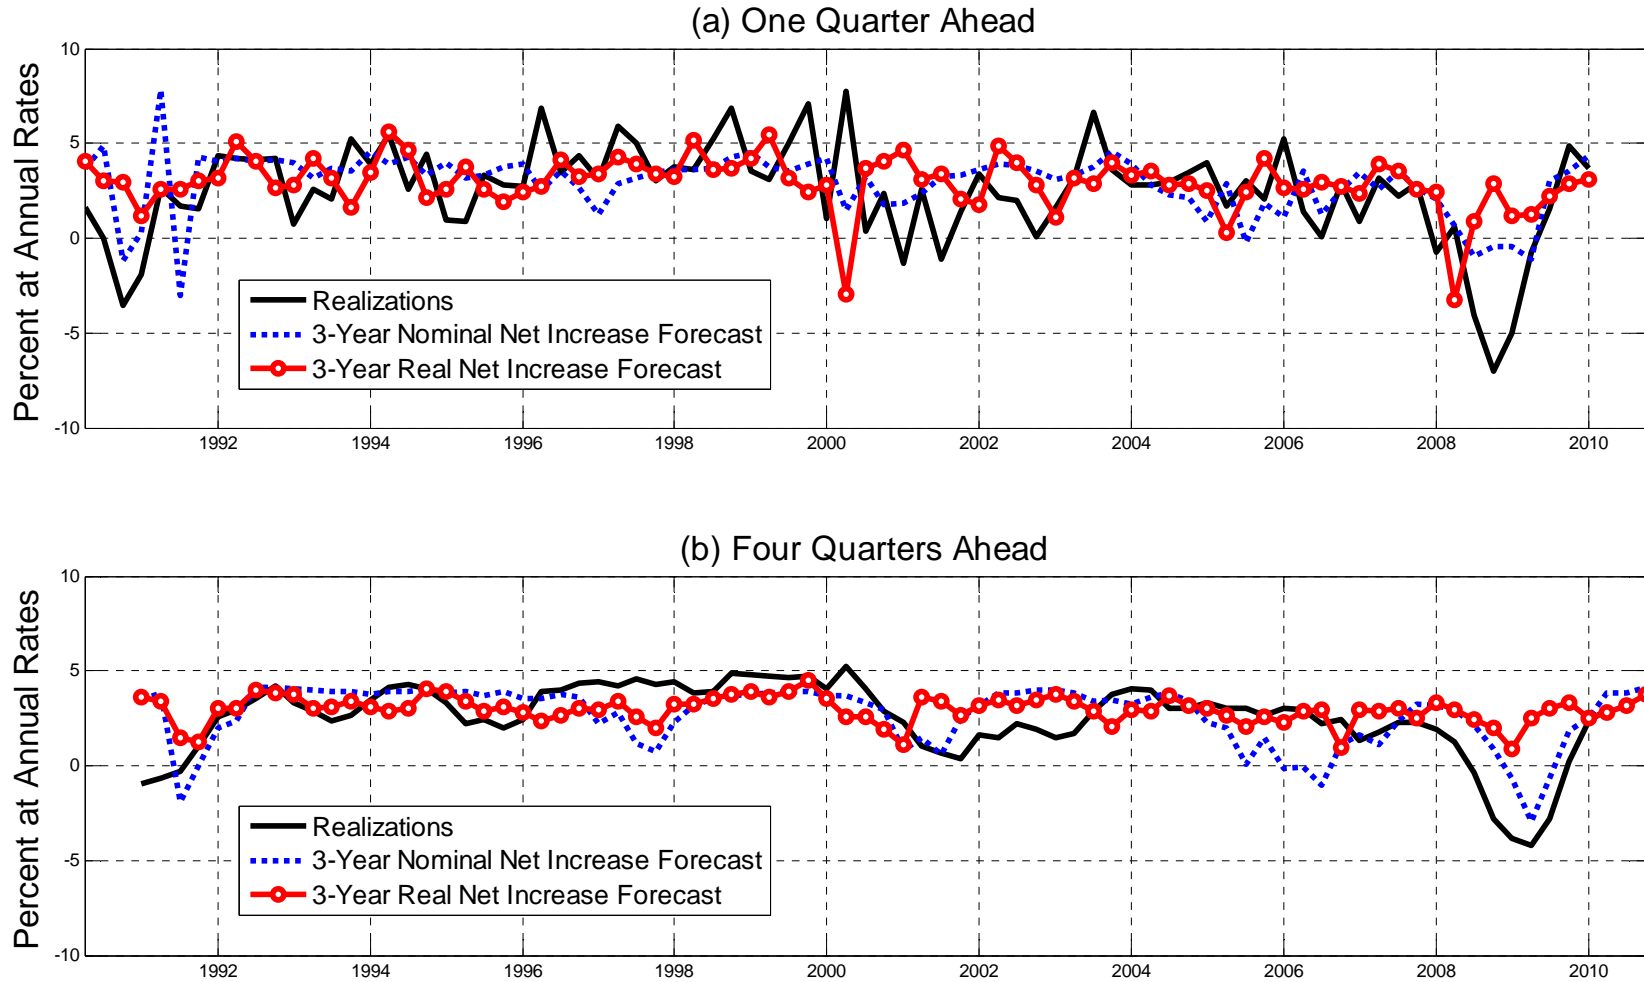 (a) One Quarter Ahead
Percent at Annual Rates
10
5
0
-5
-10
Realizations
3-Year Nominal Net Increase Forecast
3-Year Real Net Increase Forecast
1992 1994 1996 1998 2000 2002 2004 2006 2008 2010
(b) Four Quarters Ahead
Percent at Annual Rates
10
5
0
-5
-10
Realizations
3-Year Nominal Net Increase Forecast
3-Year Real Net Increase Forecast
1992 1994 1996 1998 2000 2002 2004 2006 2008 2010